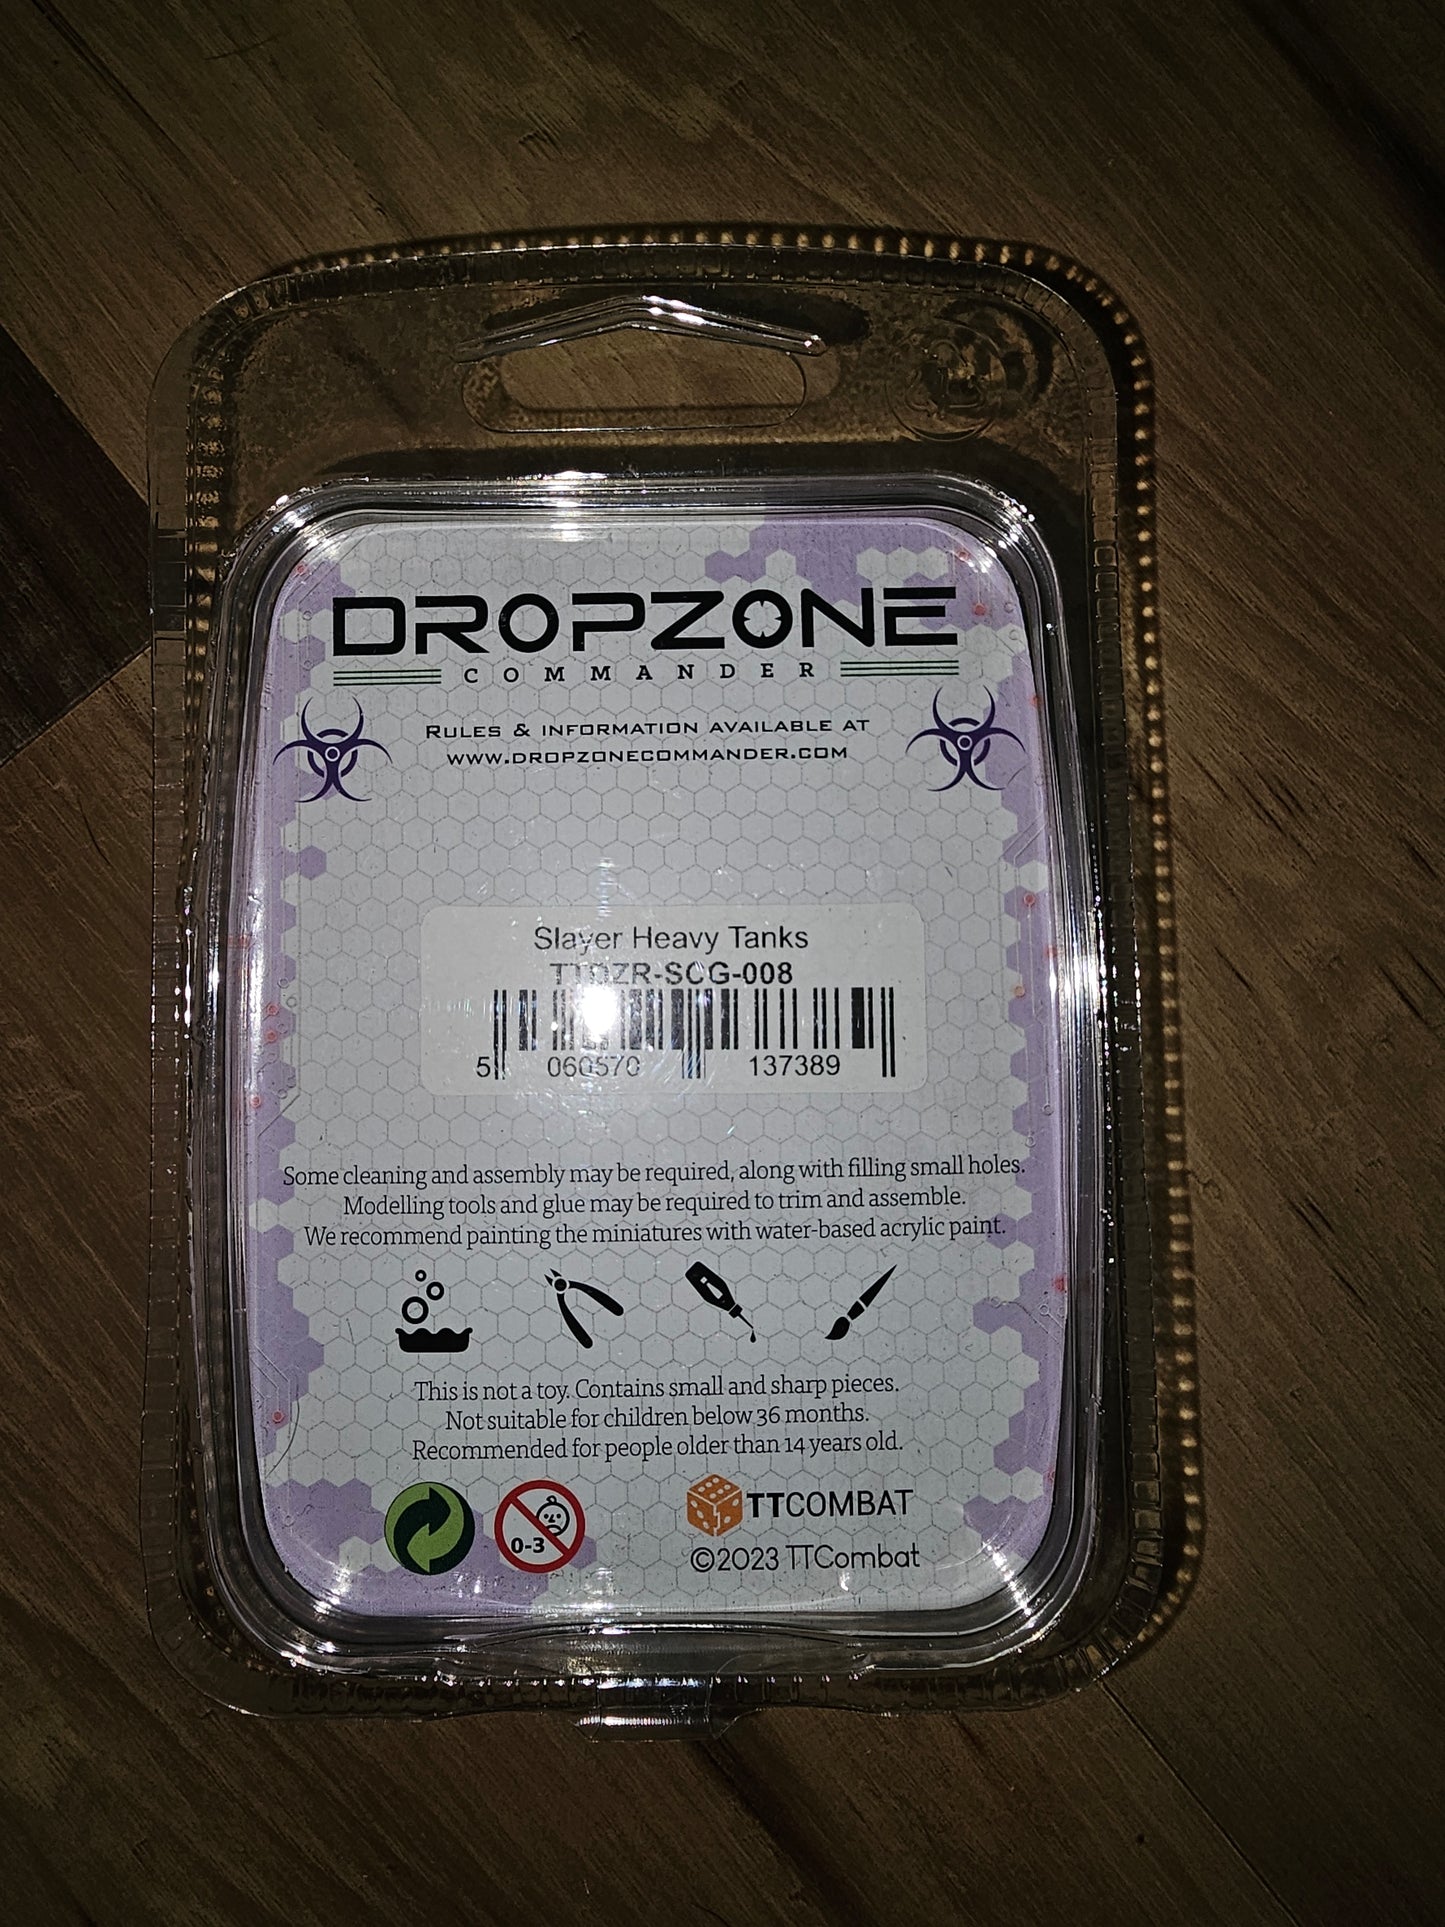 DROPZONE
COMMANDER
RULES & INFORMATION AVAILABLE AT
WWW.DROPZONECOMMANDER.COM
Slayer Heavy Tanks
TTDZR-SCG-008
5 060570 137389
Some cleaning and assembly may be required, along with filling small holes.
Modelling tools and glue may be required to trim and assemble.
We recommend painting the miniatures with water-based acrylic paint.
This is not a toy. Contains small and sharp pieces.
Not suitable for children below 36 months.
Recommended for people older than 14 years old.
0-3
TTCOMBAT
©2023 TTCombat